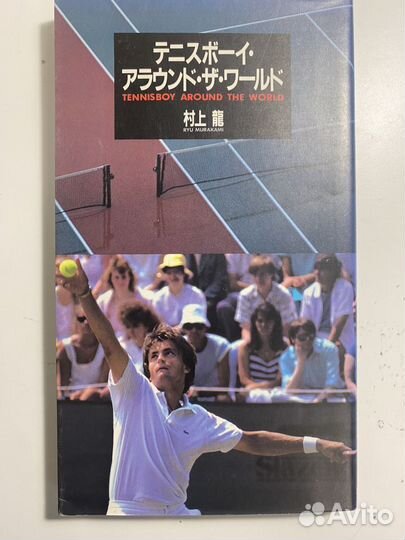 テニスボーイ・
アラウンド・ザ・ワールド
TENNISBOY AROUND THE WORLD
村上 龍
RYU MURAKAMI
Avito